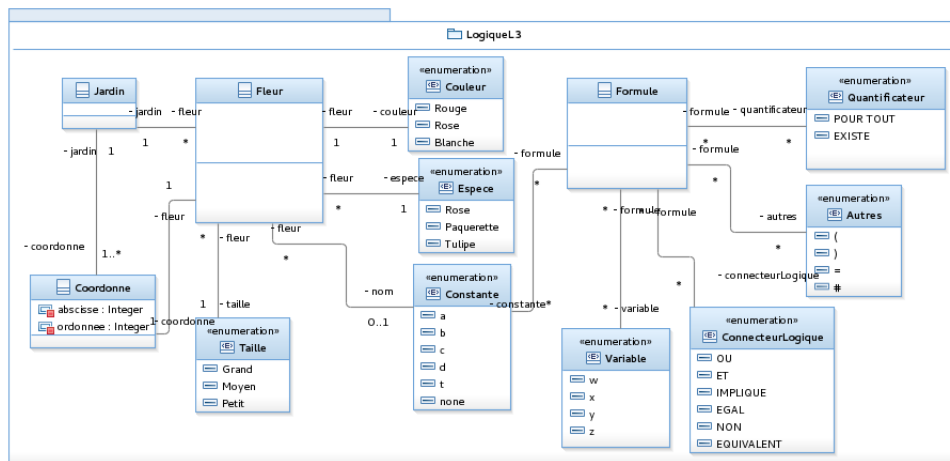 LogiqueL3
Jardin
- jardin
1
- fleur
*
- jardin
1
- coordonne
1..*
Coordonne
abscisse : Integer
ordonnee : Integer
1
- fleur
1
- coordonne
Fleur
- fleur
1
- couleur
1
- fleur
*
- espece
1
*
- fleur
1
- taille
- fleur
*
- nom
0..1
«enumeration»
Couleur
Rouge
Rose
Blanche
«enumeration»
Espece
Rose
Paquerette
Tulipe
«enumeration»
Taille
Grand
Moyen
Petit
«enumeration»
Constante
a
b
c
d
t
none
Formule
- formule
*
- constante
*
- formule
*
- quantificateur
*
- formule
*
- autres
*
*
- formule
*
- variable
*
- formule
*
- connecteurLogique
«enumeration»
Quantificateur
POUR TOUT
EXISTE
«enumeration»
Autres
(
)
=
#
«enumeration»
Variable
w
x
y
z
«enumeration»
ConnecteurLogique
OU
ET
IMPLIQUE
EGAL
NON
EQUIVALENT